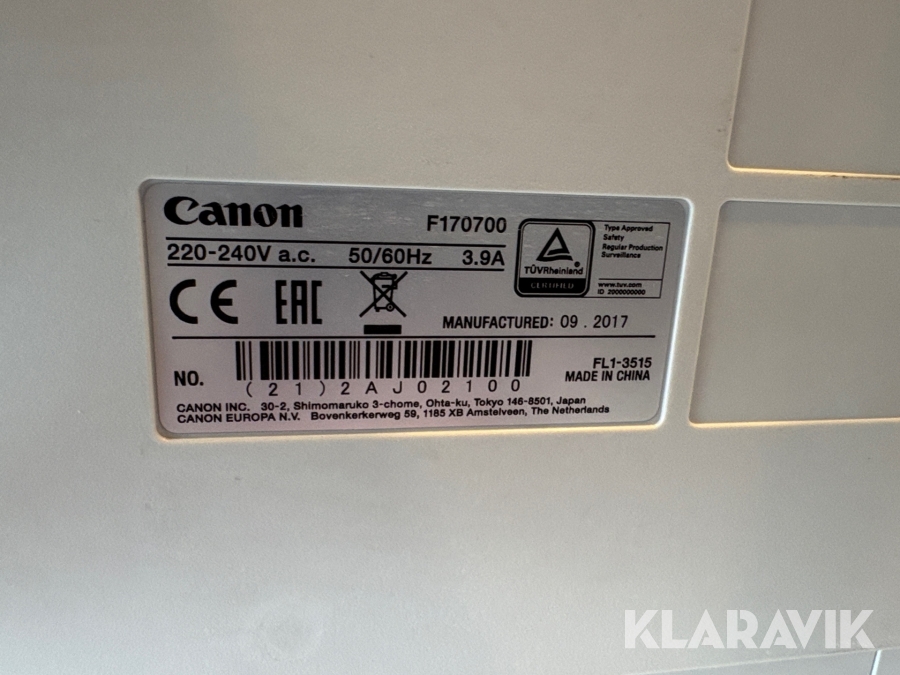 Canon
F170700
220-240V a.c. 50/60Hz 3.9A
TÜVRheinland
CERTIFIED
Type Approved
Safety
Regular Production
Surveillance
www.tuv.com
ID 2000000000
CE EAC
MANUFACTURED: 09 . 2017
NO.
(21)2AJ02100
FL1-3515
MADE IN CHINA
CANON INC. 30-2, Shimomaruko 3-chome, Ohta-ku, Tokyo 146-8501, Japan
CANON EUROPA N.V. Bovenkerkerweg 59, 1185 XB Amstelveen, The Netherlands
KLARAVIK